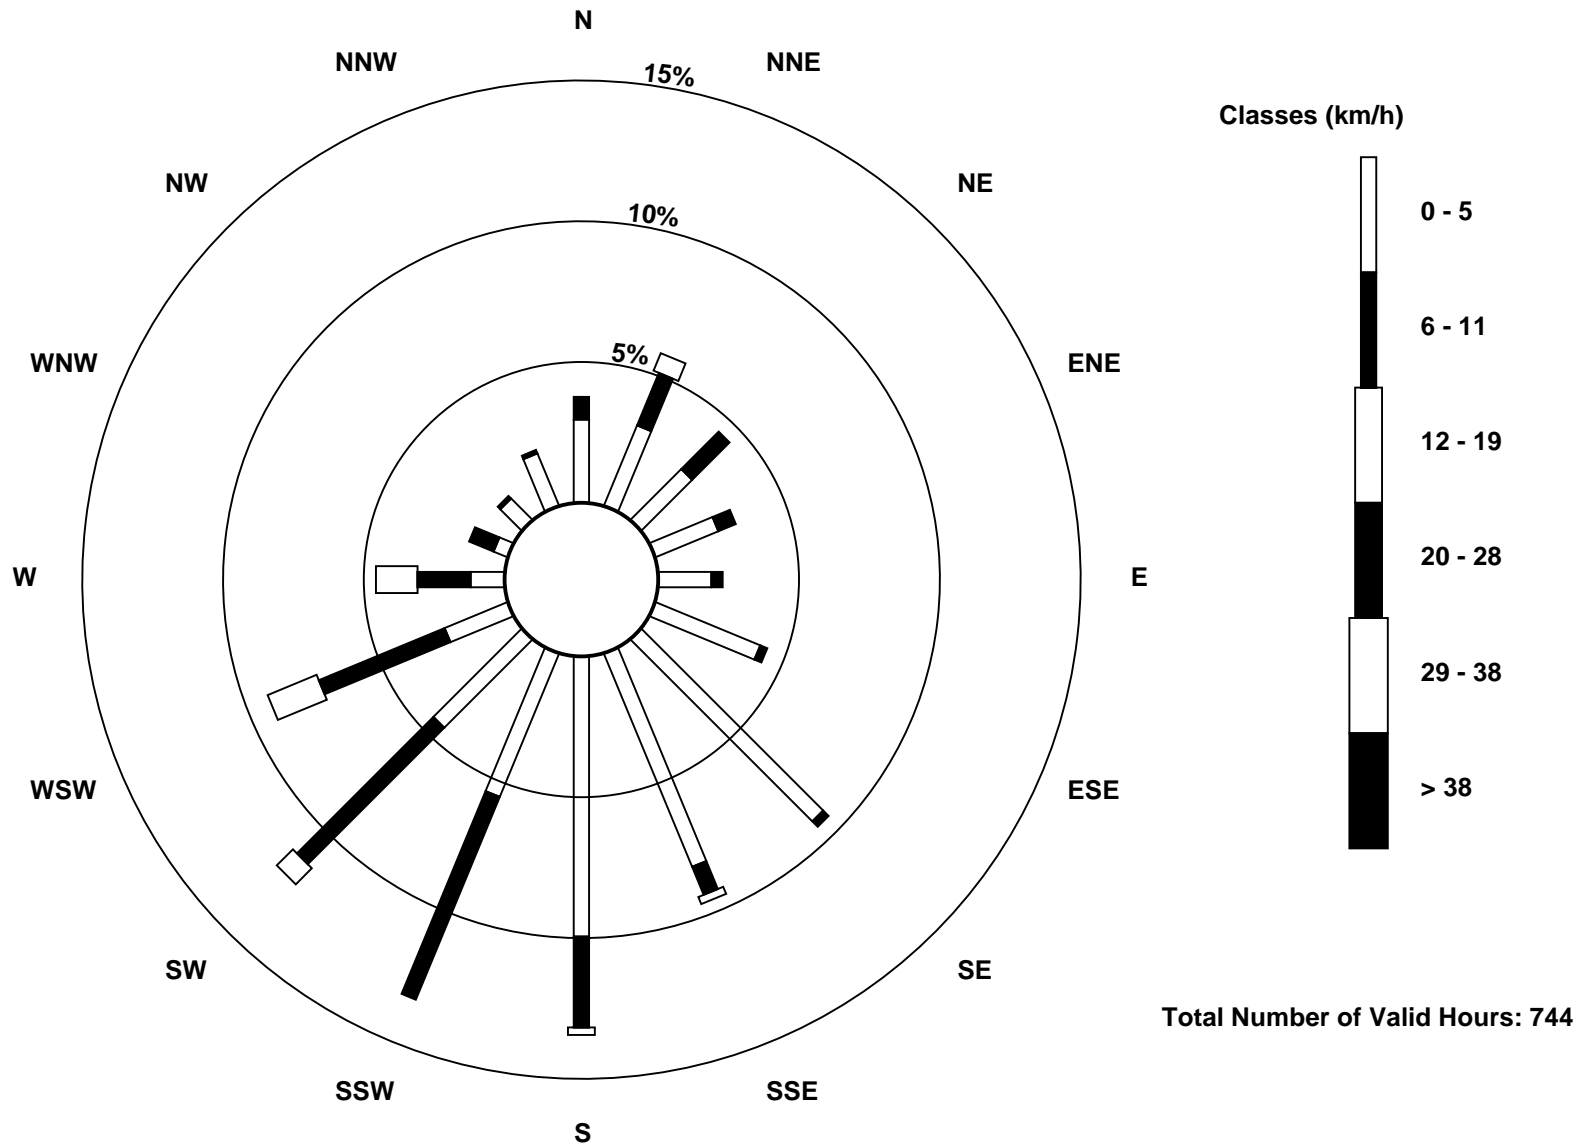 N
NNW
NNE
15%
Classes (km/h)
NW
NE
10%
0 - 5
6 - 11
5%
WNW
ENE
12 - 19
20 - 28
W
E
29 - 38
WSW
ESE
> 38
SW
SE
Total Number of Valid Hours: 744
SSW
SSE
S